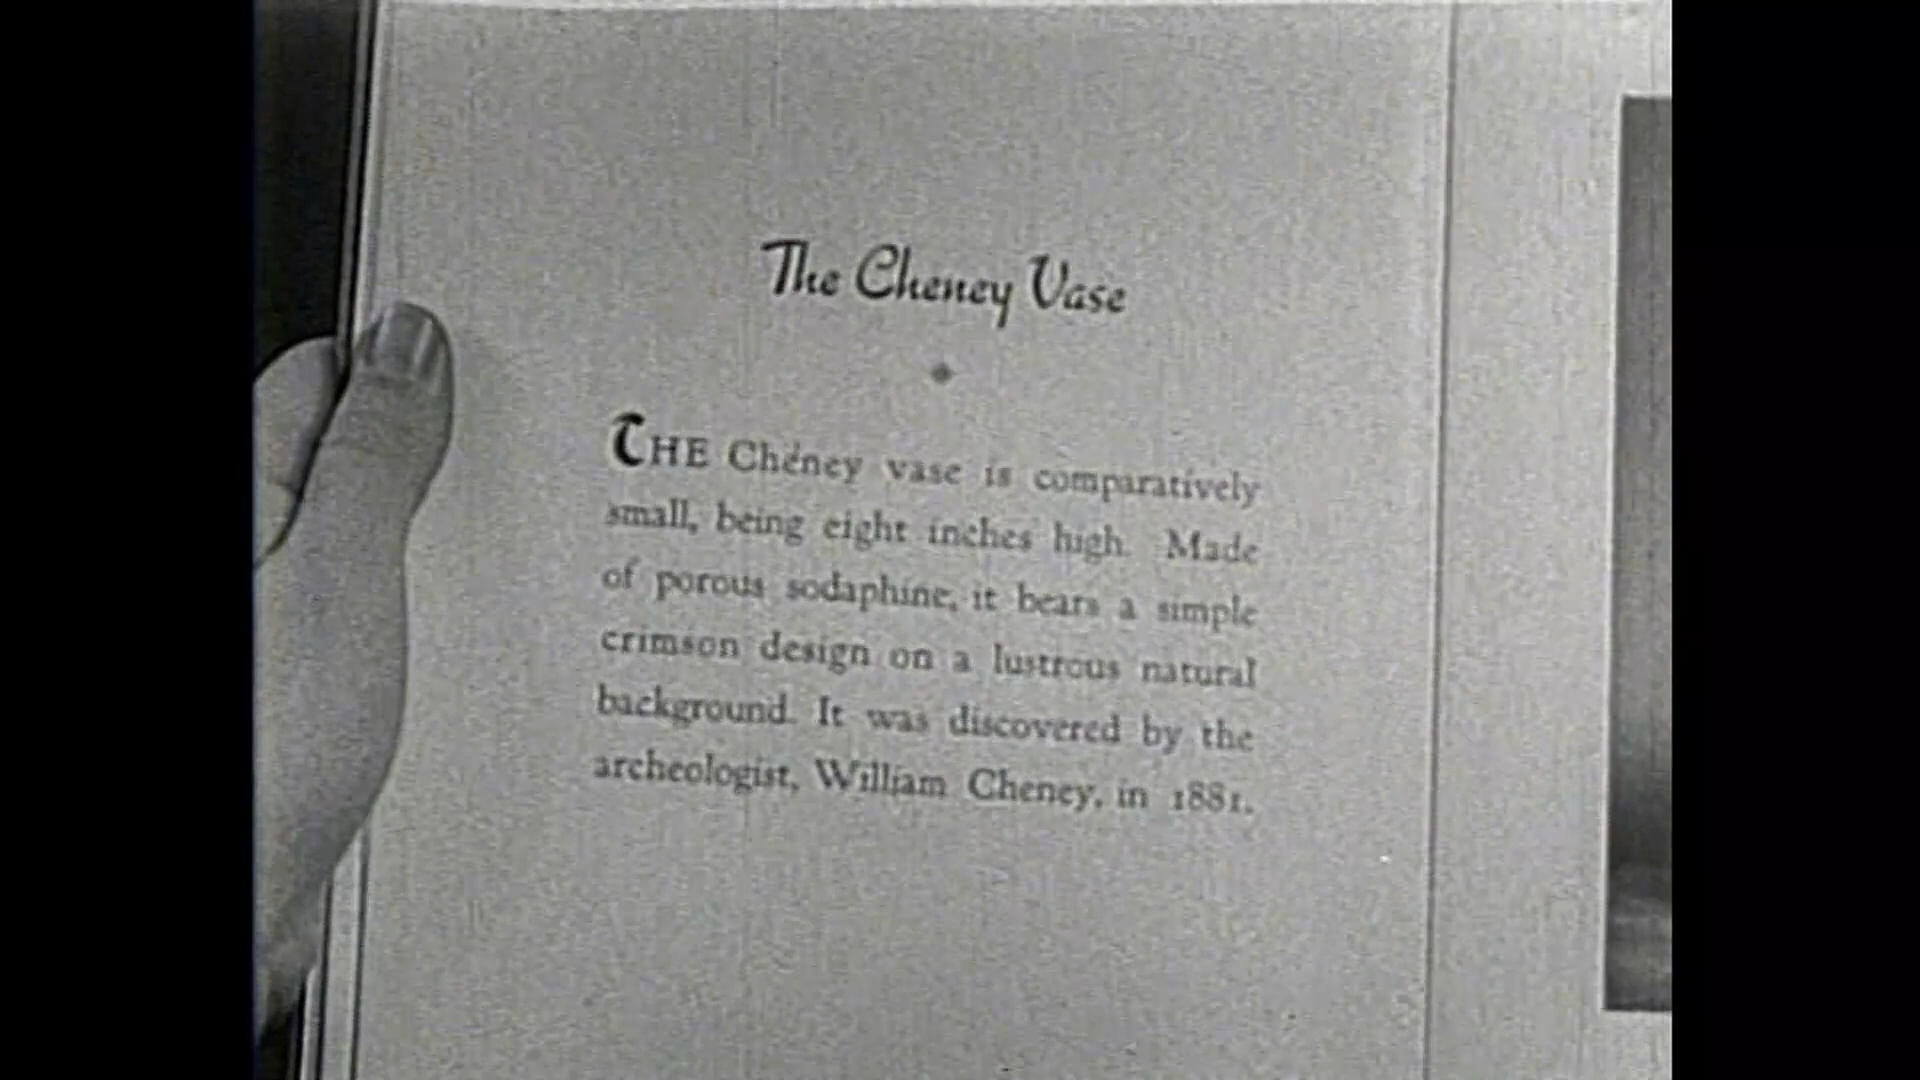 The Cheney Vase
THE Cheney vase is comparatively
small, being eight inches high. Made
of porous sodaphine, it bears a simple
crimson design on a lustrous natural
background. It was discovered by the
archeologist, William Cheney, in 1881.